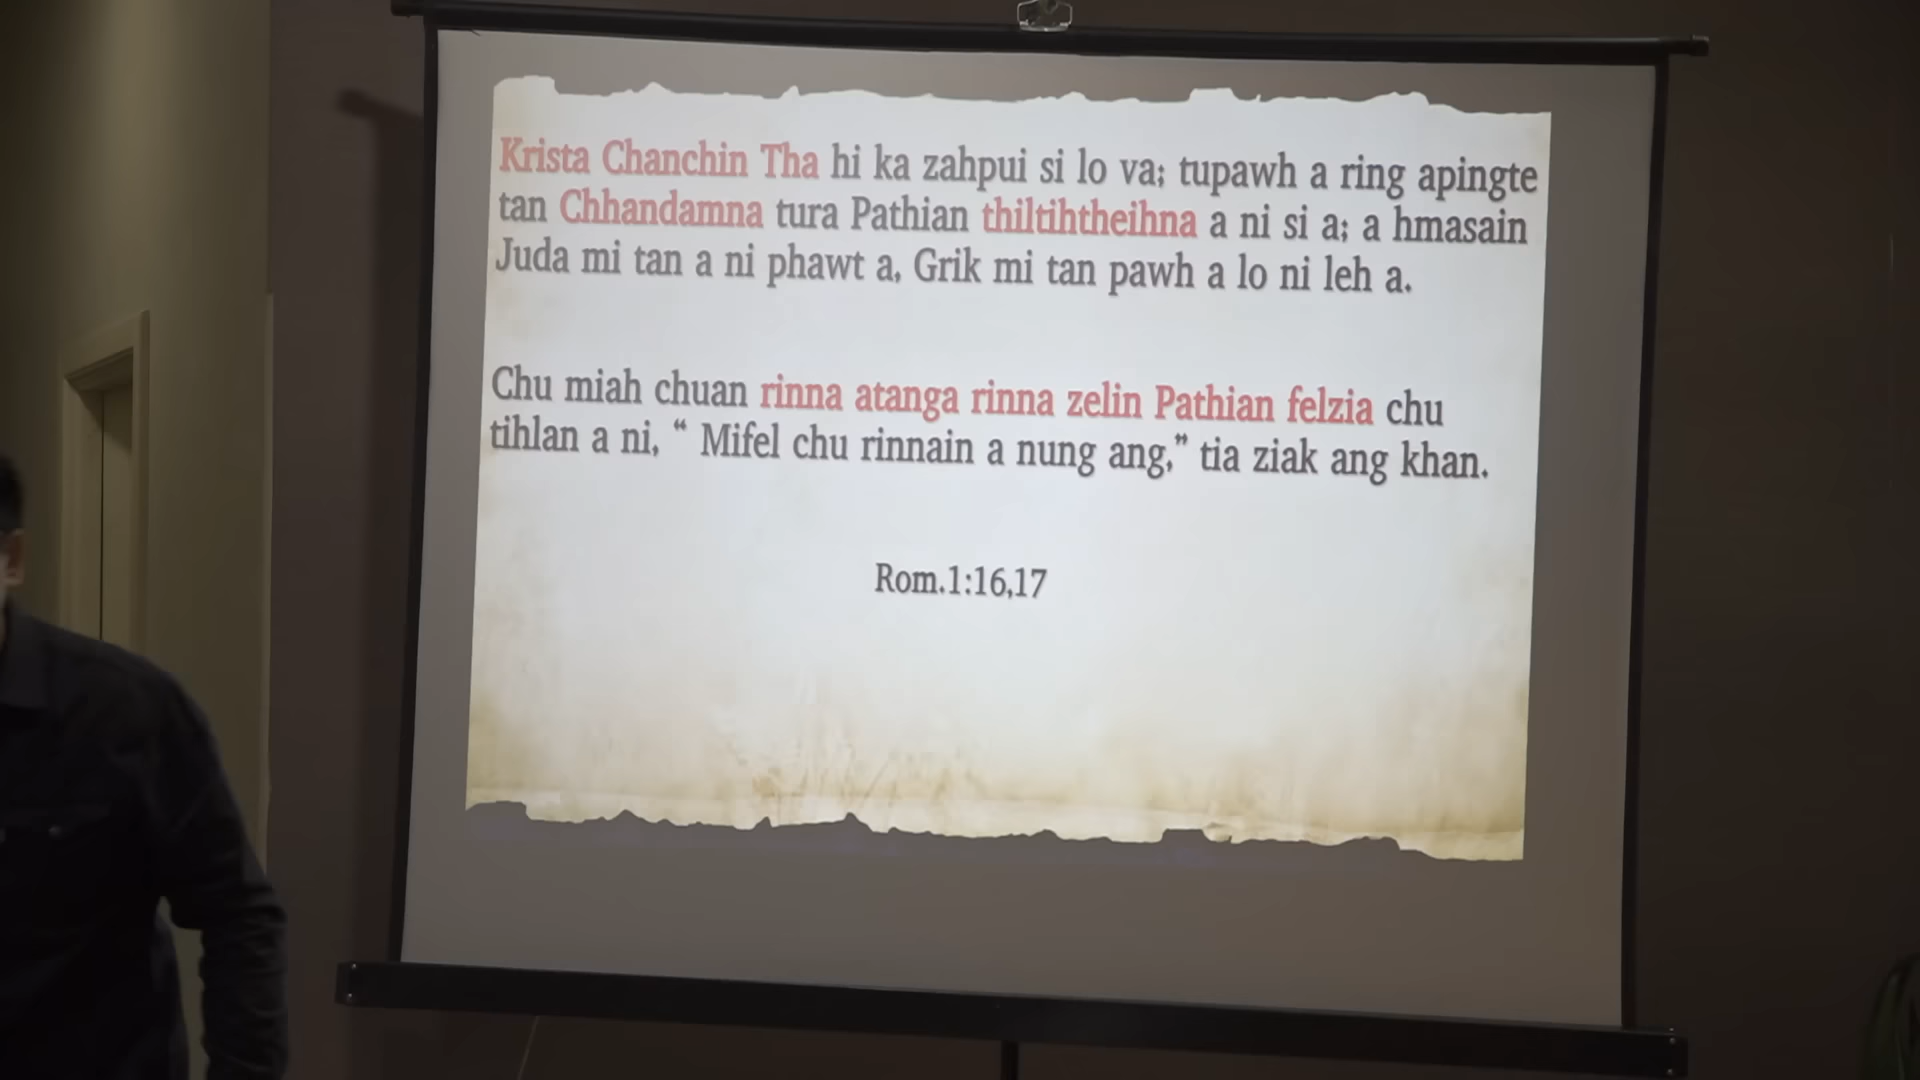 Krista Chanchin Tha hi ka zahpui si lo va; tupawh a ring apingte
tan Chhandamna tura Pathian thiltihtheihna a ni si a; a hmasain
Juda mi tan a ni phawt a, Grik mi tan pawh a lo ni leh a.
Chu miah chuan rinna atanga rinna zelin Pathian felzia chu
tihlan a ni, “ Mifel chu rinnain a nung ang,” tia ziak ang khan.
Rom.1:16,17